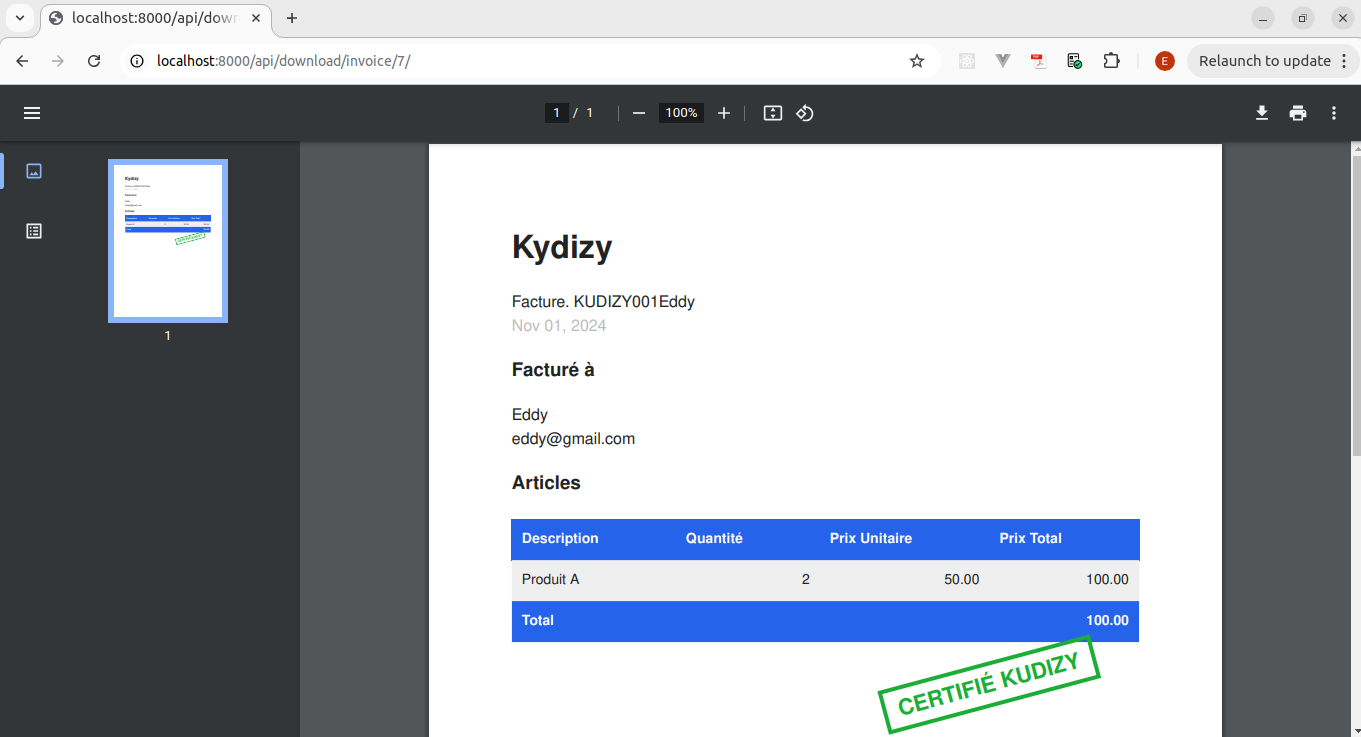 localhost:8000/api/down
localhost:8000/api/download/invoice/7/
E
Relaunch to update
1 / 1
100%
1
Kydizy
Facture. KUDIZY001Eddy
Nov 01, 2024
Facturé à
Eddy
eddy@gmail.com
Articles
Description Quantité Prix Unitaire Prix Total
Produit A 2 50.00 100.00
Total 100.00
CERTIFIÉ KUDIZY